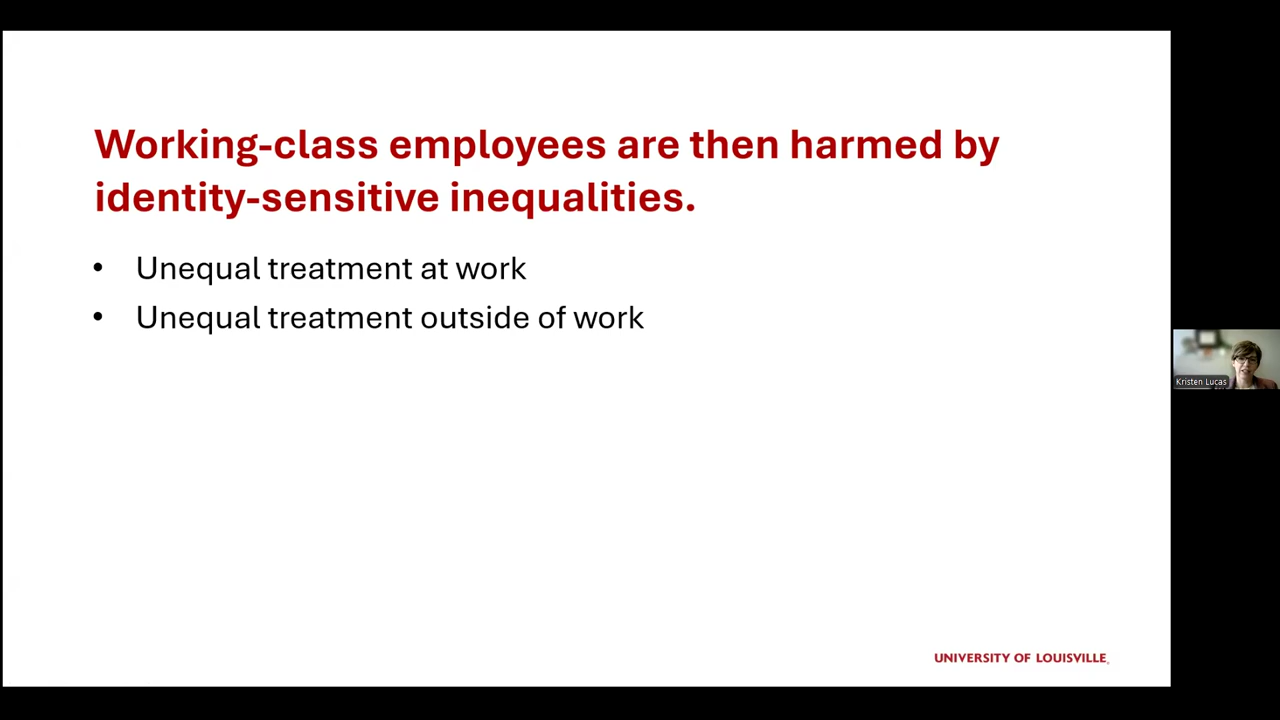 Working-class employees are then harmed by
identity-sensitive inequalities.
• Unequal treatment at work
• Unequal treatment outside of work
Kristen Lucas
UNIVERSITY OF LOUISVILLE.